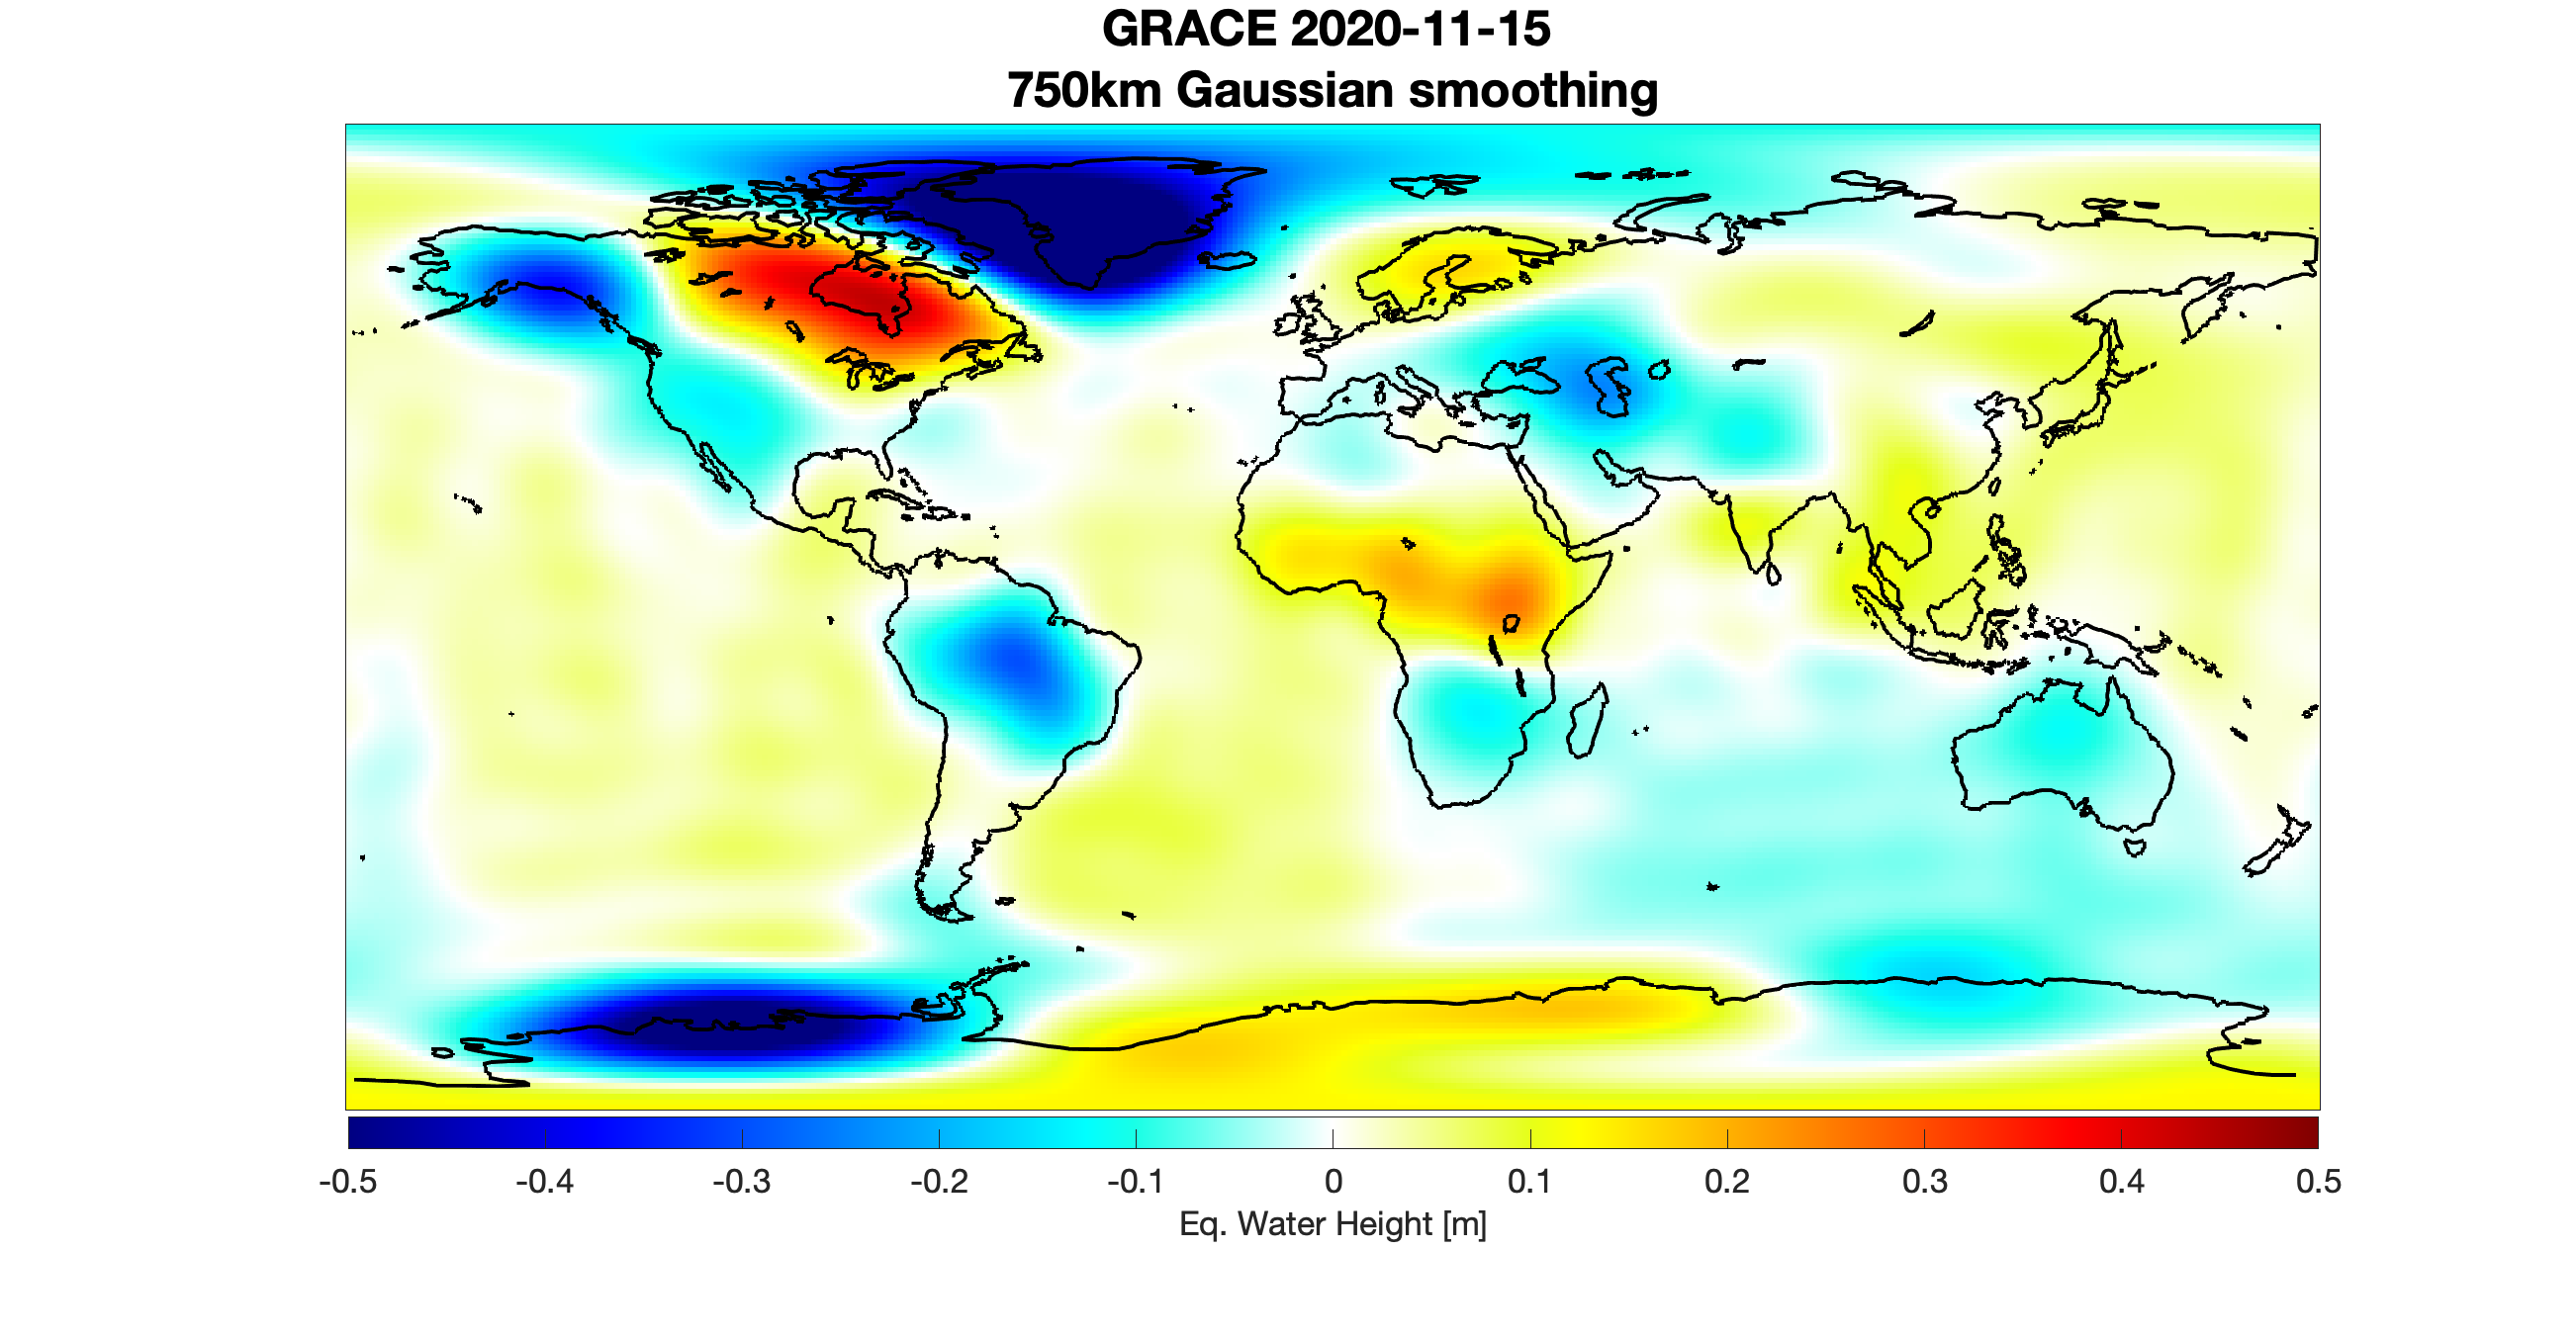 GRACE 2020-11-15
750km Gaussian smoothing
-0.5 -0.4 -0.3 -0.2 -0.1 0 0.1 0.2 0.3 0.4 0.5
Eq. Water Height [m]